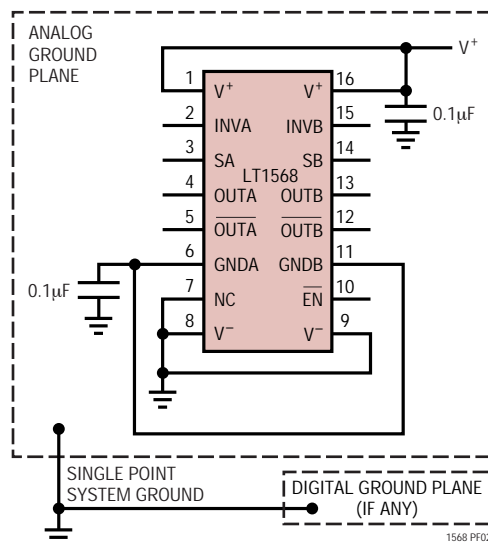 ANALOG
GROUND
PLANE
V+
1 V+ V+ 16
0.1µF
2 INVA INVB 15
3 SA SB 14
LT1568
4 OUTA OUTB 13
5 OUTA OUTB 12
6 GNDA GNDB 11
0.1µF
7 NC EN 10
8 V− V− 9
SINGLE POINT
SYSTEM GROUND
DIGITAL GROUND PLANE
(IF ANY)
1568 PF02